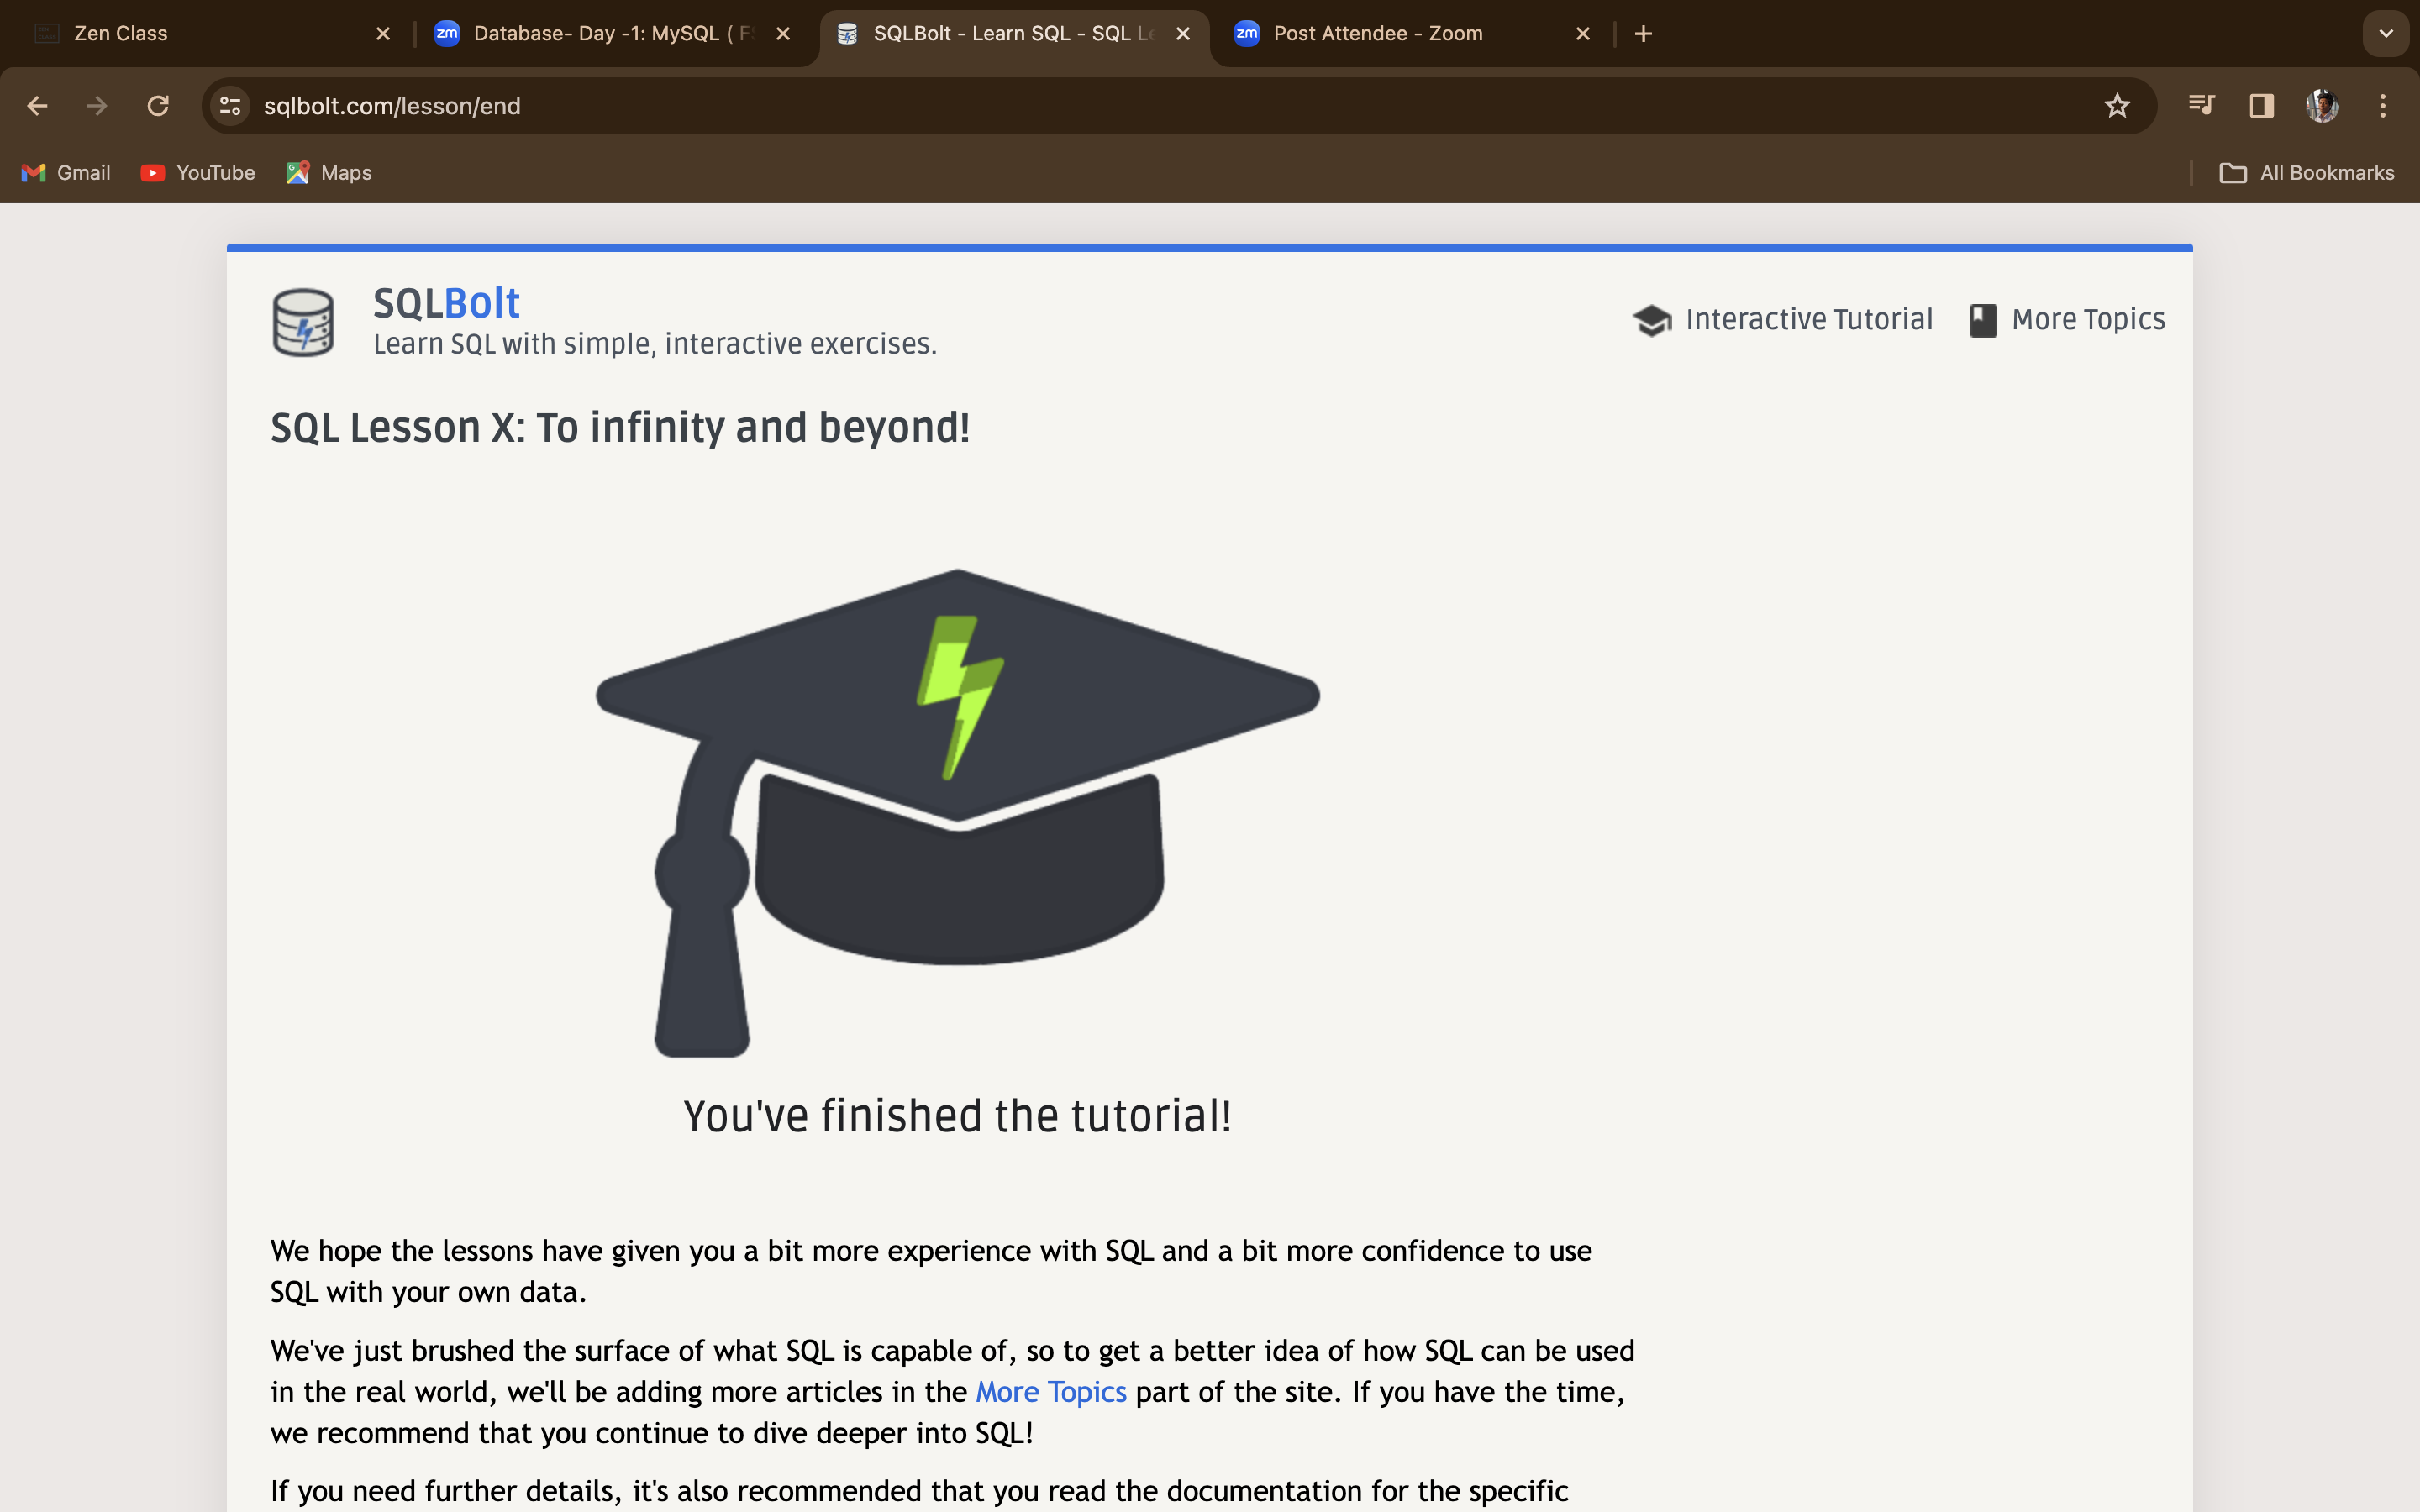 Zen Class
Database- Day -1: MySQL ( F
SQLBolt - Learn SQL - SQL L
Post Attendee - Zoom
sqlbolt.com/lesson/end
Gmail
YouTube
Maps
All Bookmarks
SQLBolt
Learn SQL with simple, interactive exercises.
Interactive Tutorial
More Topics
SQL Lesson X: To infinity and beyond!
You've finished the tutorial!
We hope the lessons have given you a bit more experience with SQL and a bit more confidence to use
SQL with your own data.
We've just brushed the surface of what SQL is capable of, so to get a better idea of how SQL can be used
in the real world, we'll be adding more articles in the More Topics part of the site. If you have the time,
we recommend that you continue to dive deeper into SQL!
If you need further details, it's also recommended that you read the documentation for the specific